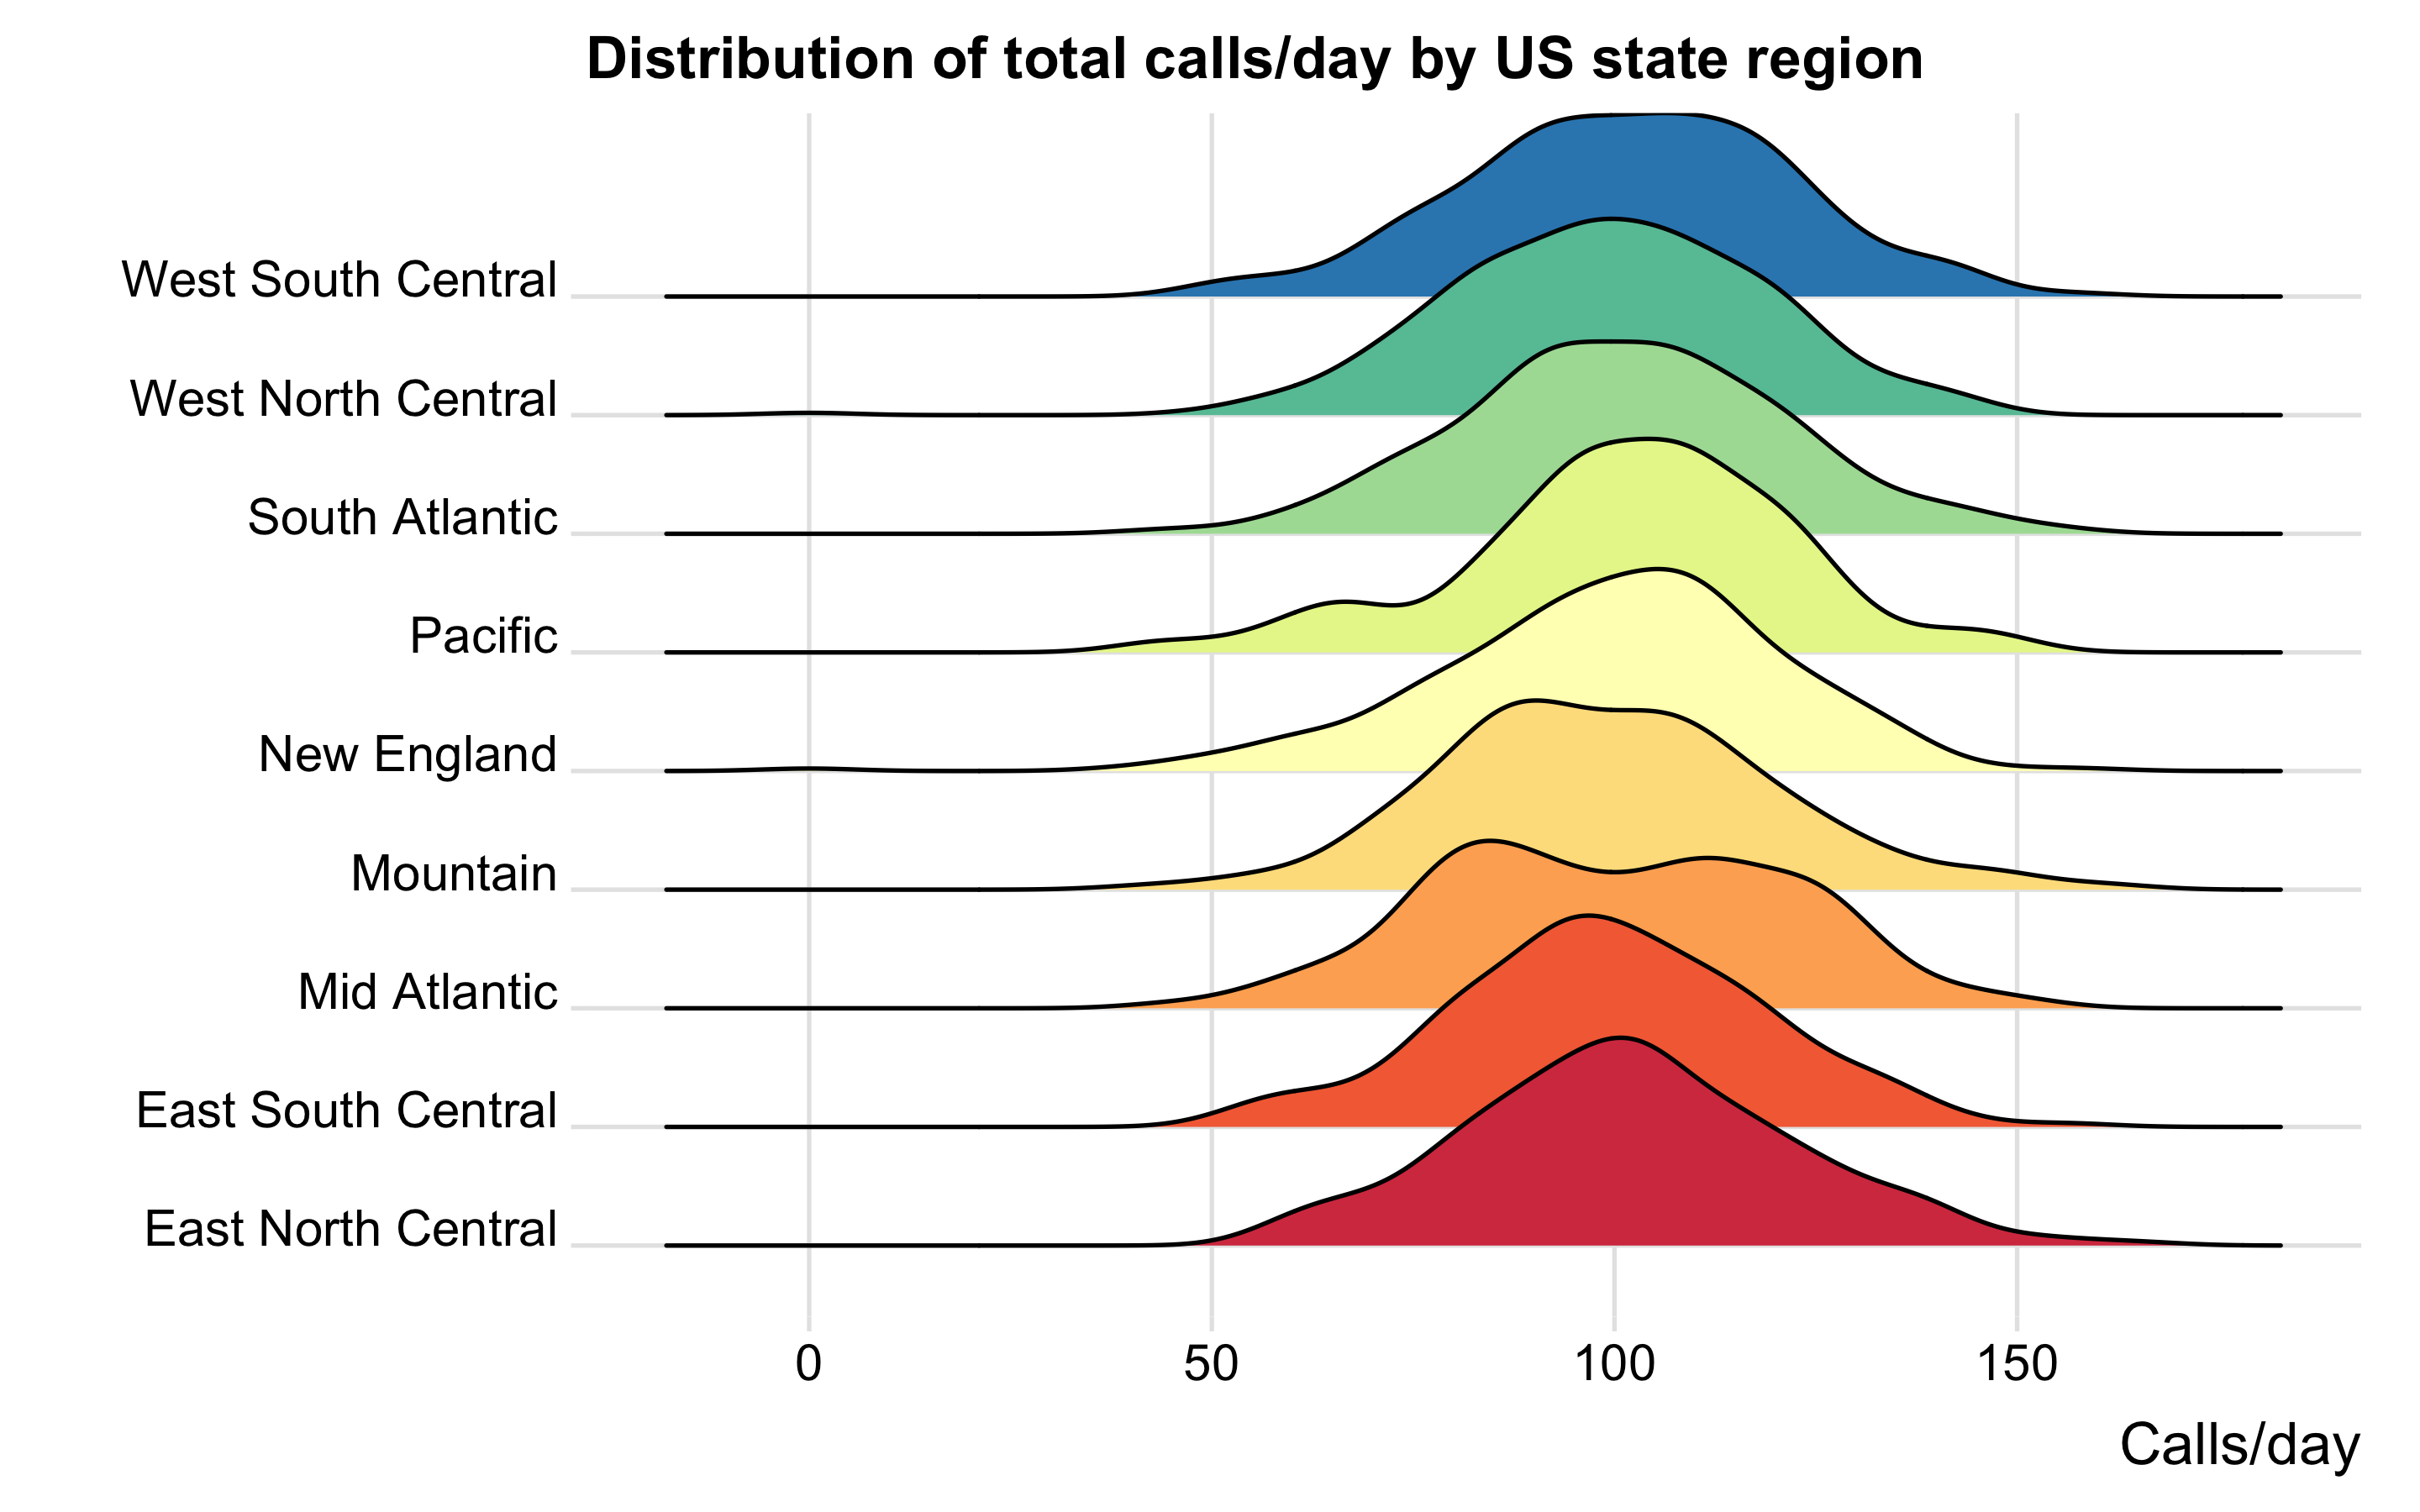 Distribution of total calls/day by US state region
West South Central
West North Central
South Atlantic
Pacific
New England
Mountain
Mid Atlantic
East South Central
East North Central
0 50 100 150
Calls/day